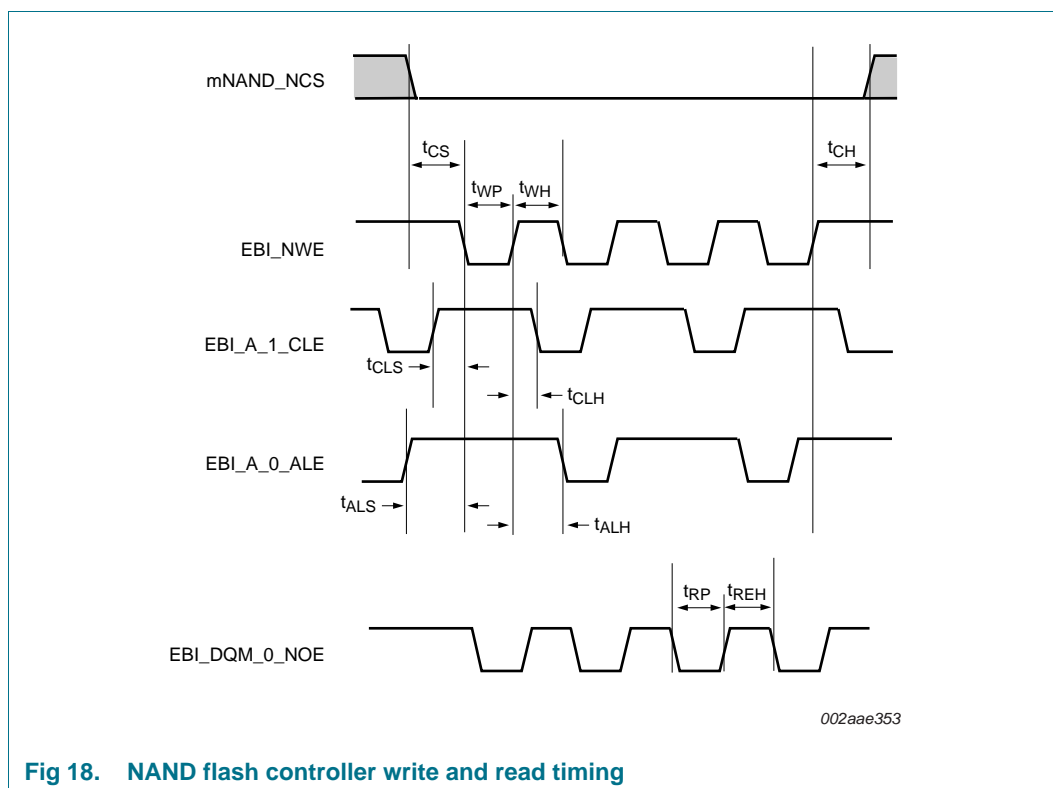 mNAND_NCS
tCS
tCH
tWP
tWH
EBI_NWE
EBI_A_1_CLE
tCLS
tCLH
EBI_A_0_ALE
tALS
tALH
tRP
tREH
EBI_DQM_0_NOE
002aae353
Fig 18. NAND flash controller write and read timing